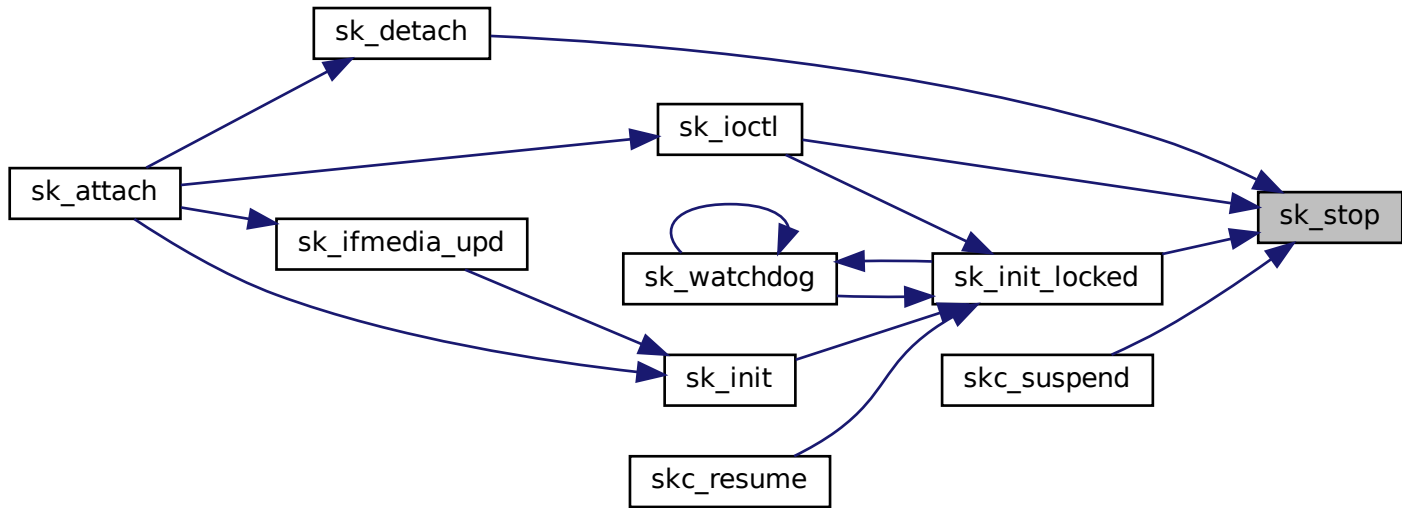 sk_detach
sk_ioctl
sk_attach
sk_stop
sk_ifmedia_upd
sk_watchdog
sk_init_locked
sk_init
skc_suspend
skc_resume